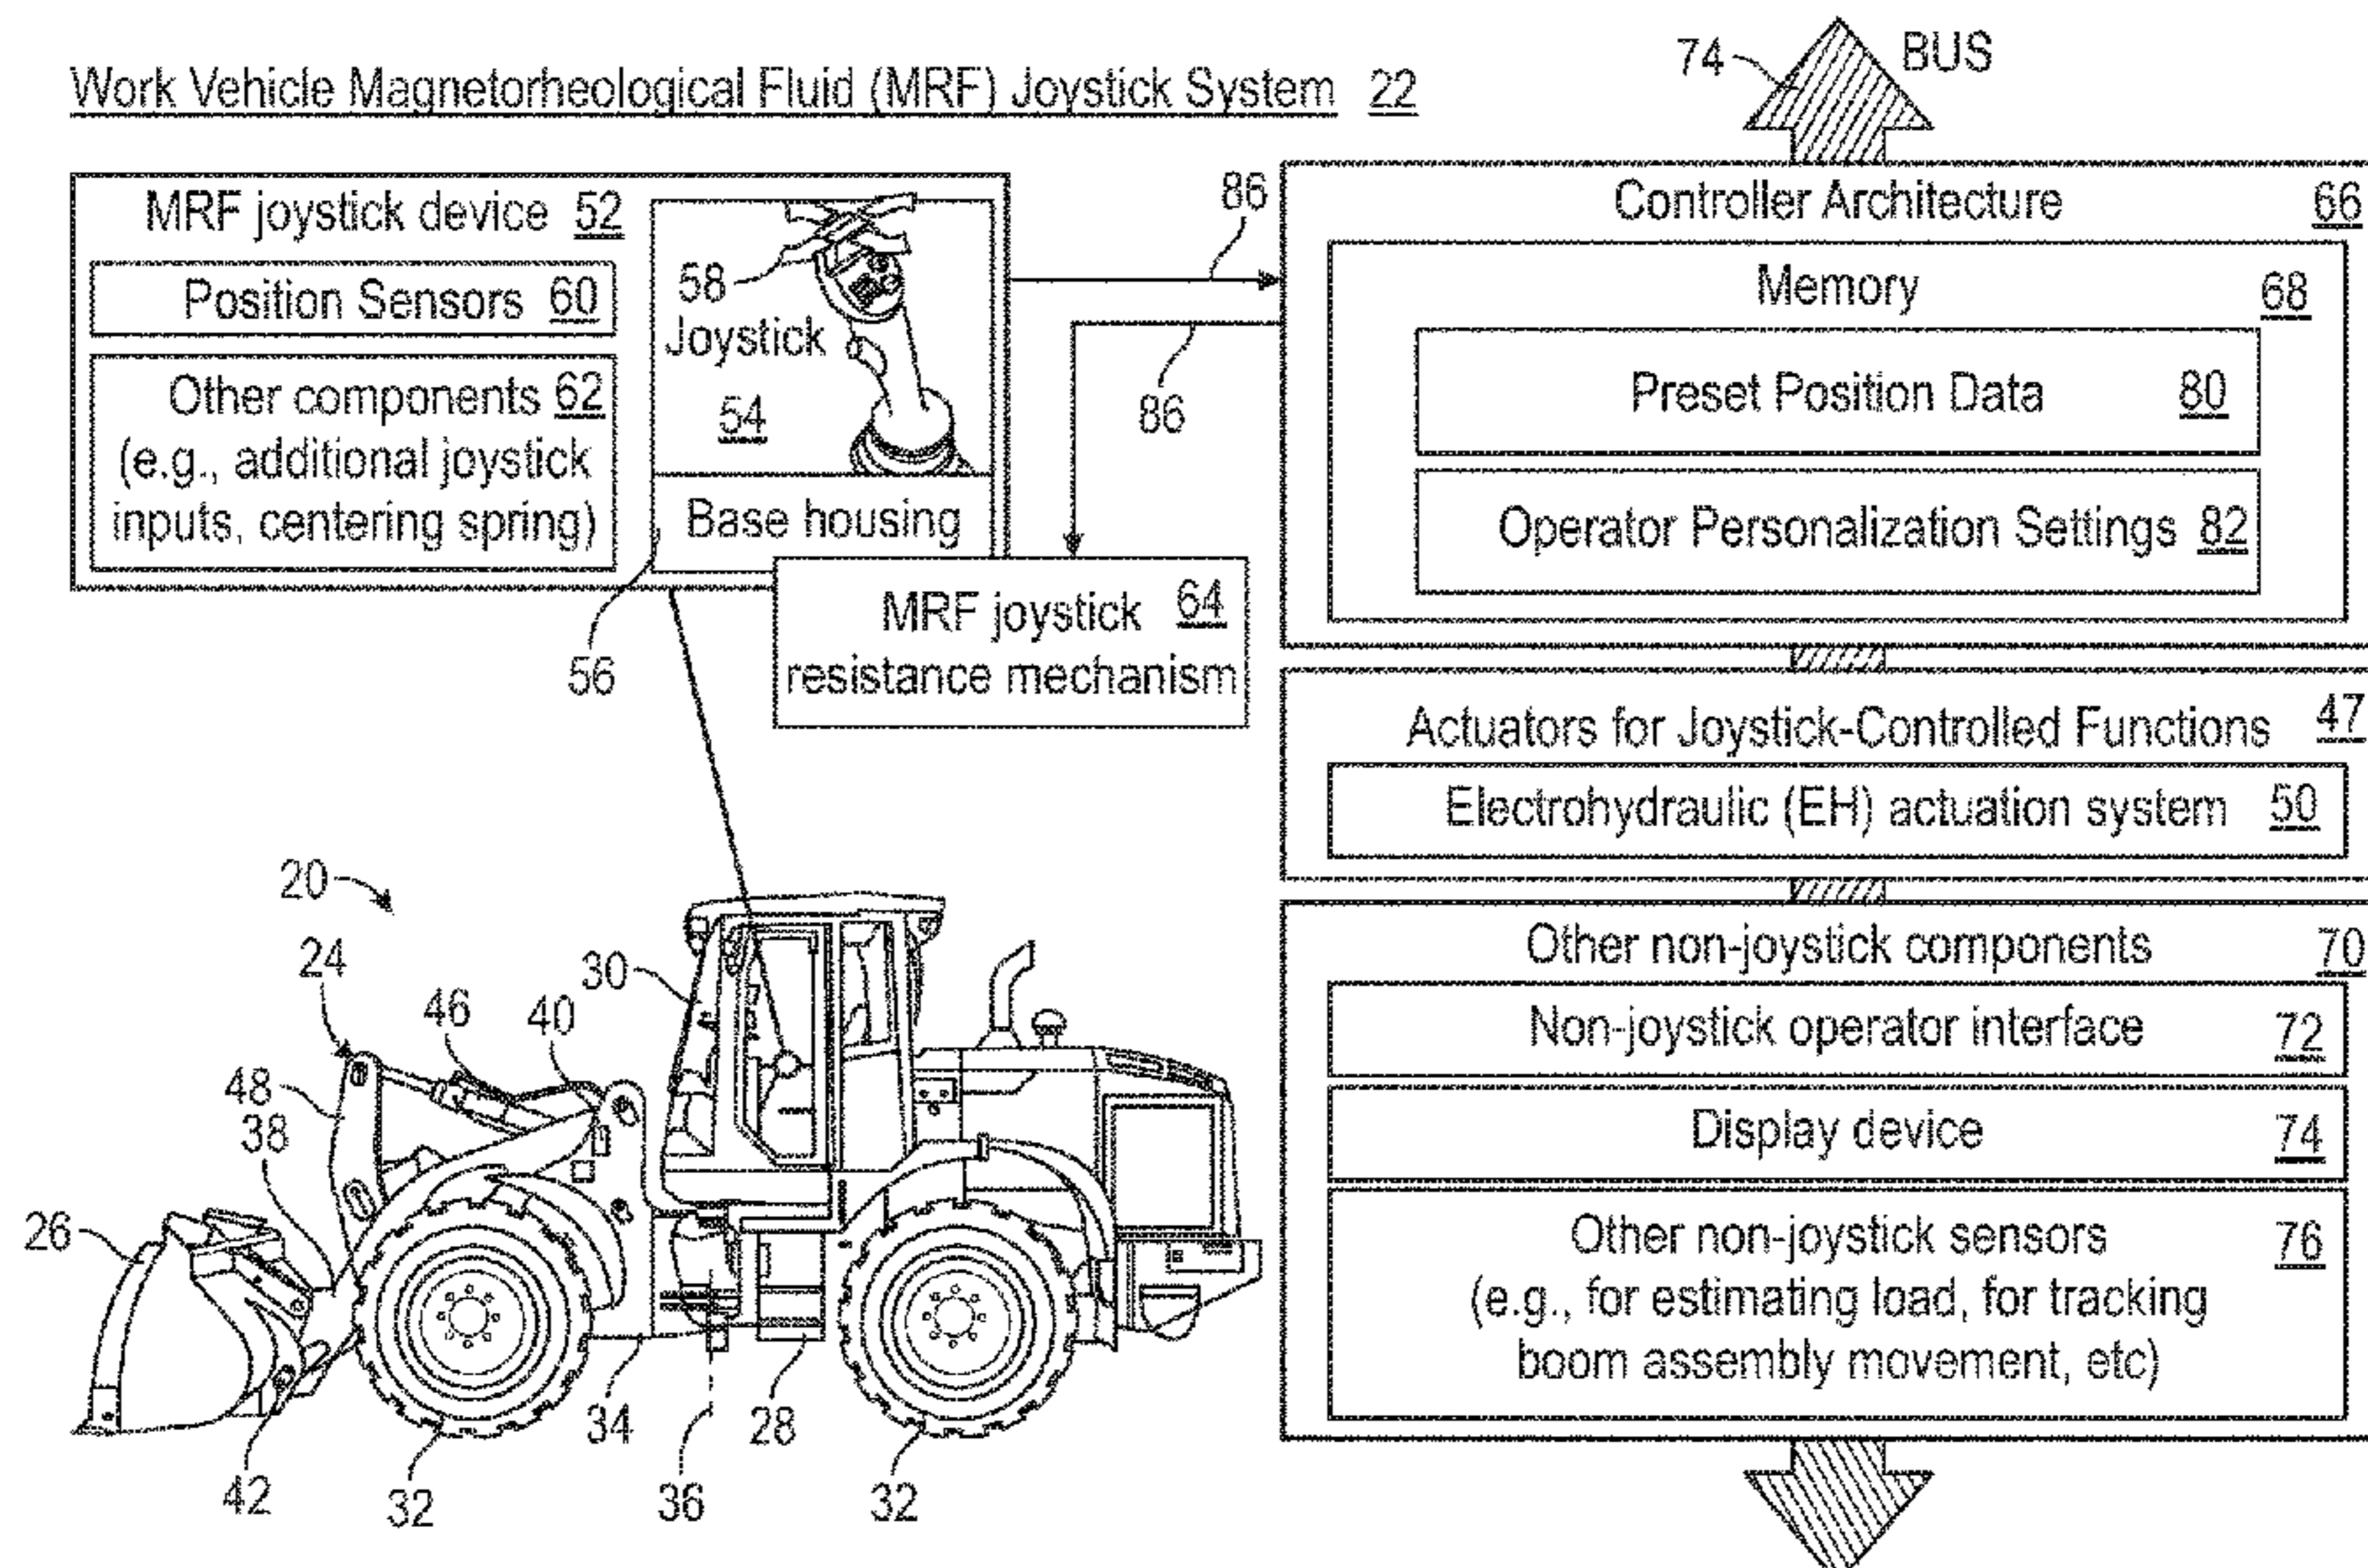 Work Vehicle Magnetorheological Fluid (MRF) Joystick System 22
74
BUS
MRF joystick device 52
Position Sensors 60
Other components 62
(e.g., additional joystick
inputs, centering spring)
58
Joystick
54
Base housing
56
MRF joystick 64
resistance mechanism
86
86
Controller Architecture 66
Memory 68
Preset Position Data 80
Operator Personalization Settings 82
Actuators for Joystick-Controlled Functions 47
Electrohydraulic (EH) actuation system 50
Other non-joystick components 70
Non-joystick operator interface 72
Display device 74
Other non-joystick sensors 76
(e.g., for estimating load, for tracking
boom assembly movement, etc)
20
24
30
46
40
48
38
26
42
32
34
36
28
32